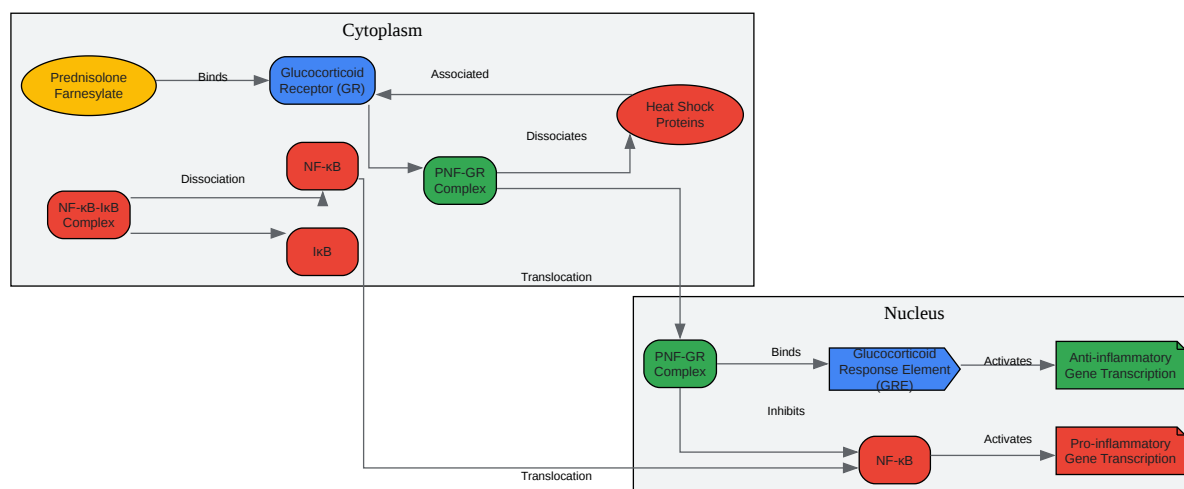 Cytoplasm
Prednisolone
Farnesylate
Binds
Glucocorticoid
Receptor (GR)
Associated
Heat Shock
Proteins
Dissociates
NF-κB
PNF-GR
Complex
Dissociation
NF-κB-IκB
Complex
IκB
Translocation
Nucleus
PNF-GR
Complex
Binds
Glucocorticoid
Response Element
(GRE)
Activates
Anti-inflammatory
Gene Transcription
Inhibits
NF-κB
Activates
Pro-inflammatory
Gene Transcription
Translocation